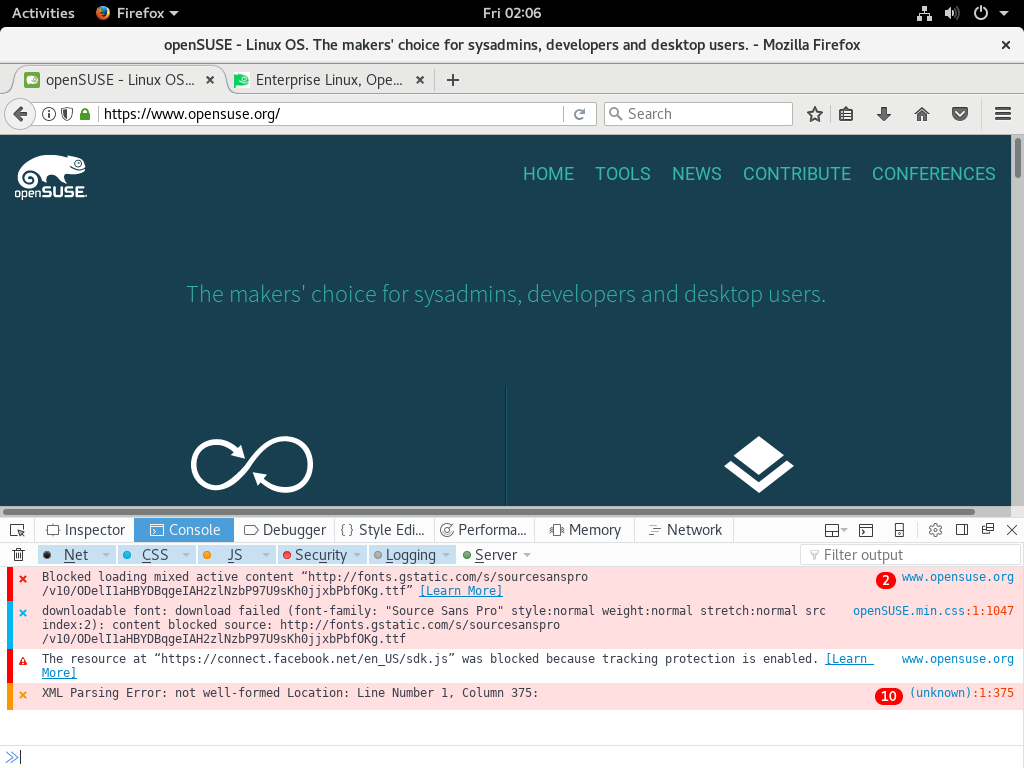 Activities Firefox Fri 02:06
openSUSE - Linux OS. The makers' choice for sysadmins, developers and desktop users. - Mozilla Firefox
openSUSE - Linux OS... Enterprise Linux, Ope...
https://www.opensuse.org/ Search
openSUSE.
HOME TOOLS NEWS CONTRIBUTE CONFERENCES
The makers' choice for sysadmins, developers and desktop users.
Inspector Console Debugger { } Style Edi... Performa... Memory Network
Net CSS JS Security Logging Server Filter output
Blocked loading mixed active content “http://fonts.gstatic.com/s/sourcesanspro 2 www.opensuse.org
/v10/ODelI1aHBYDBqgeIAH2zlNzbP97U9sKh0jjxbPbfOKg.ttf” [Learn More]
downloadable font: download failed (font-family: "Source Sans Pro" style:normal weight:normal stretch:normal src openSUSE.min.css:1:1047
index:2): content blocked source: http://fonts.gstatic.com/s/sourcesanspro
/v10/ODelI1aHBYDBqgeIAH2zlNzbP97U9sKh0jjxbPbfOKg.ttf
The resource at “https://connect.facebook.net/en_US/sdk.js” was blocked because tracking protection is enabled. [Learn www.opensuse.org
More]
XML Parsing Error: not well-formed Location: Line Number 1, Column 375: 10 (unknown):1:375